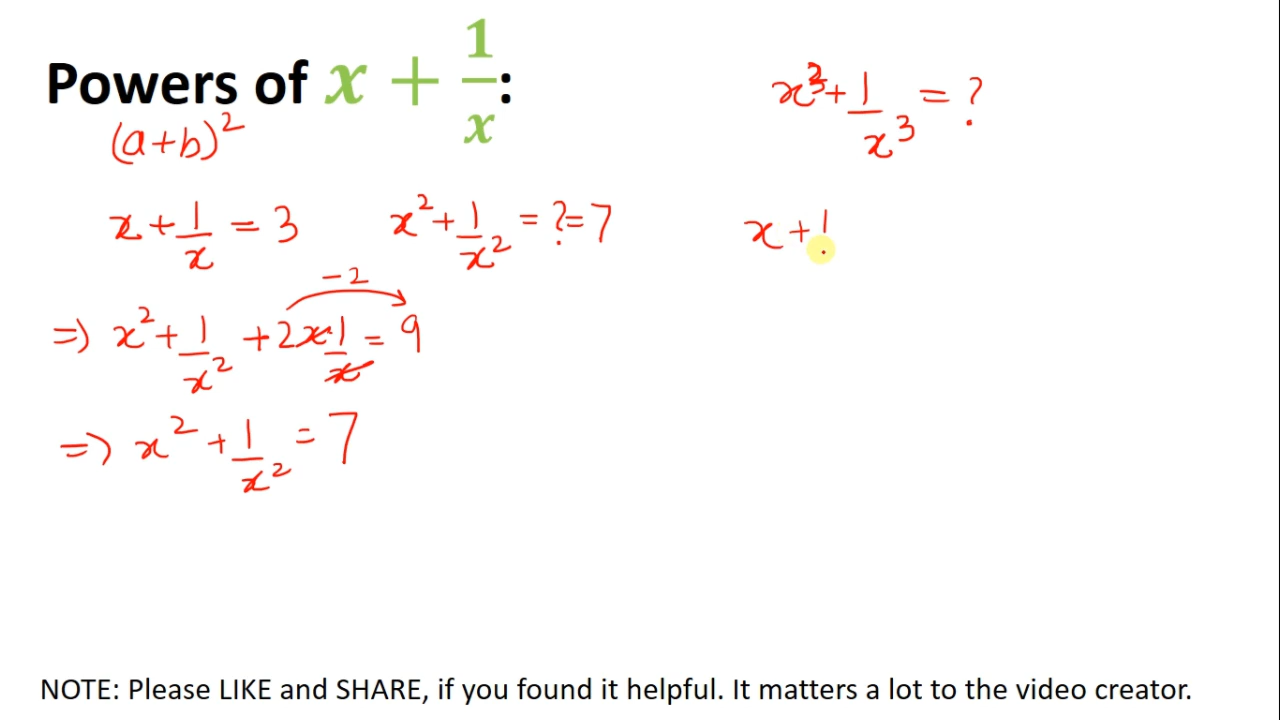 Powers of x + 1/x:
(a+b)²
x + 1/x = 3
x² + 1/x² = ? = 7
-2
=) x² + 1/x² + 2x·1/x = 9
=) x² + 1/x² = 7
x³ + 1/x³ = ?
x + 1
NOTE: Please LIKE and SHARE, if you found it helpful. It matters a lot to the video creator.